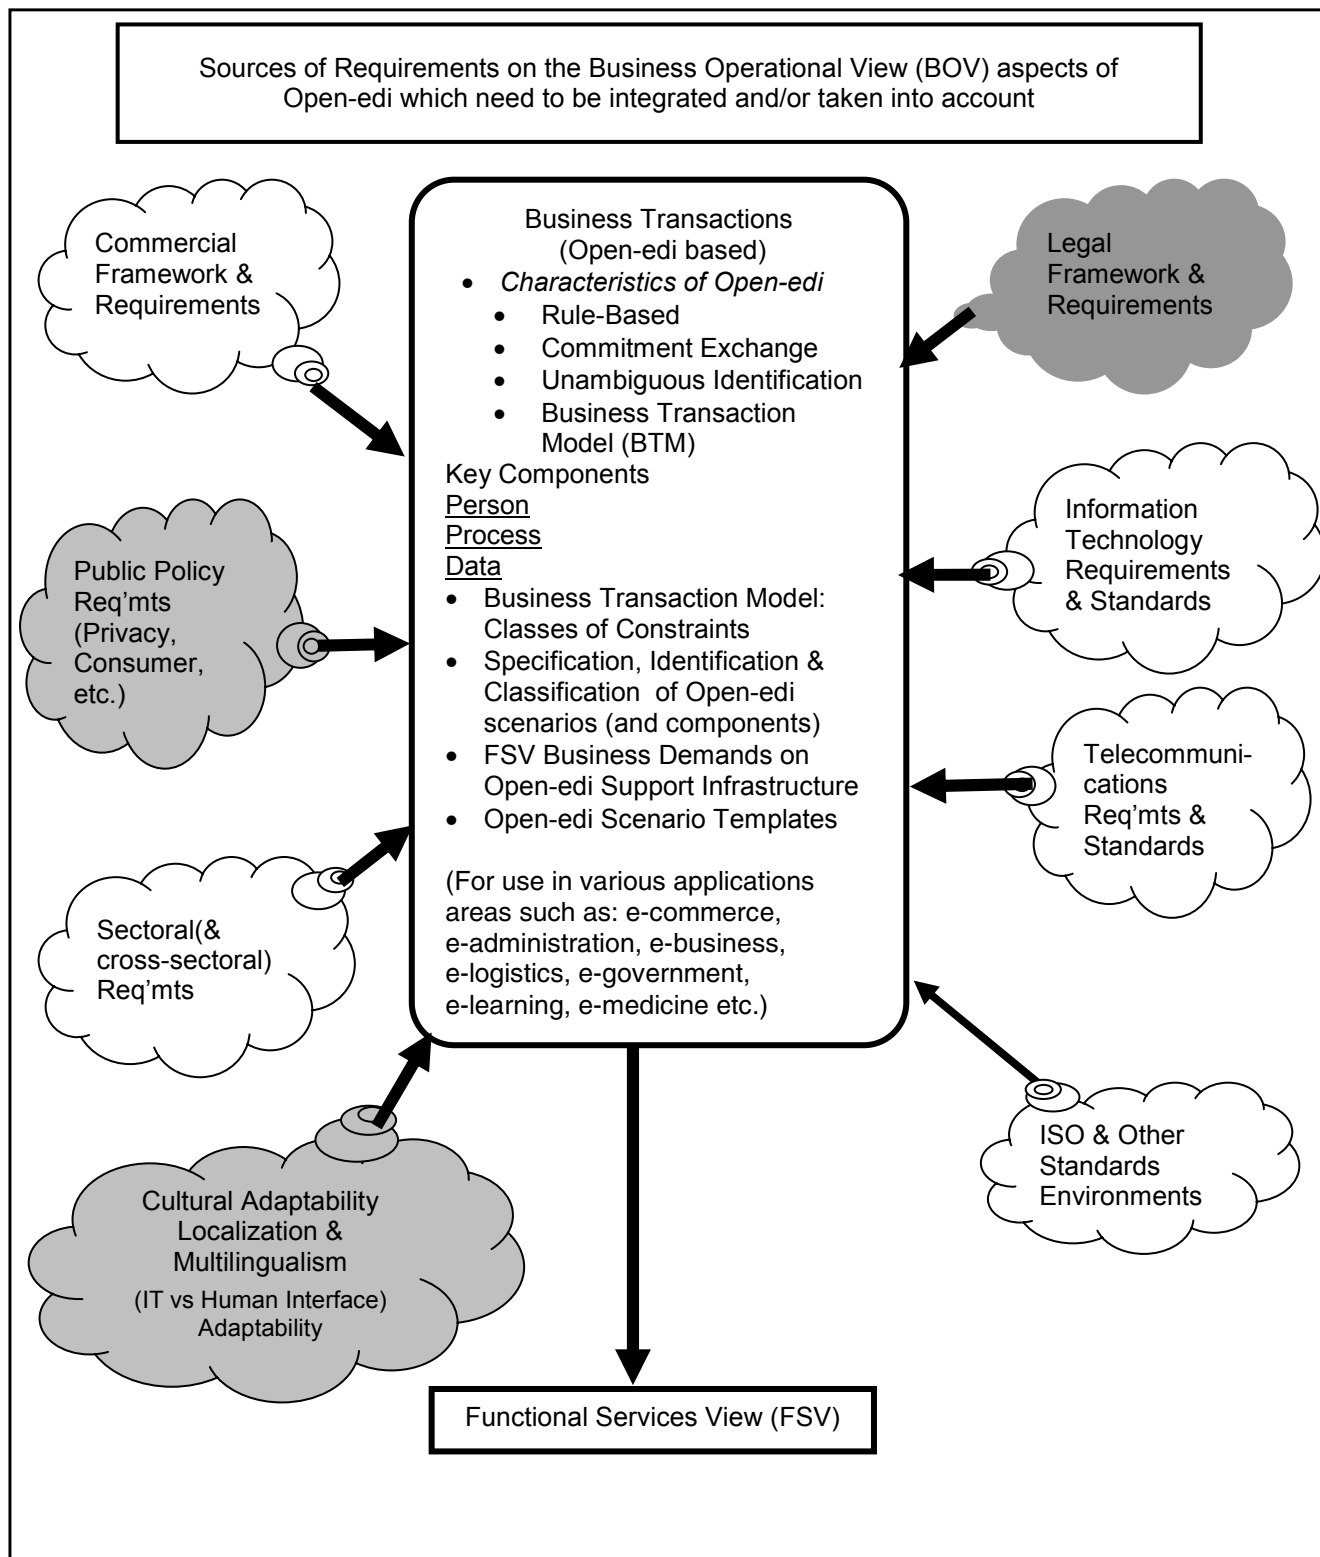 Sources of Requirements on the Business Operational View (BOV) aspects of
Open-edi which need to be integrated and/or taken into account
Commercial
Framework &
Requirements
Public Policy
Req’mts
(Privacy,
Consumer,
etc.)
Sectoral(&
cross-sectoral)
Req’mts
Cultural Adaptability
Localization &
Multilingualism
(IT vs Human Interface)
Adaptability
Business Transactions
(Open-edi based)
• Characteristics of Open-edi
• Rule-Based
• Commitment Exchange
• Unambiguous Identification
• Business Transaction
Model (BTM)
Key Components
Person
Process
Data
• Business Transaction Model:
Classes of Constraints
• Specification, Identification &
Classification of Open-edi
scenarios (and components)
• FSV Business Demands on
Open-edi Support Infrastructure
• Open-edi Scenario Templates
(For use in various applications
areas such as: e-commerce,
e-administration, e-business,
e-logistics, e-government,
e-learning, e-medicine etc.)
Legal
Framework &
Requirements
Information
Technology
Requirements
& Standards
Telecommuni-
cations
Req’mts &
Standards
ISO & Other
Standards
Environments
Functional Services View (FSV)